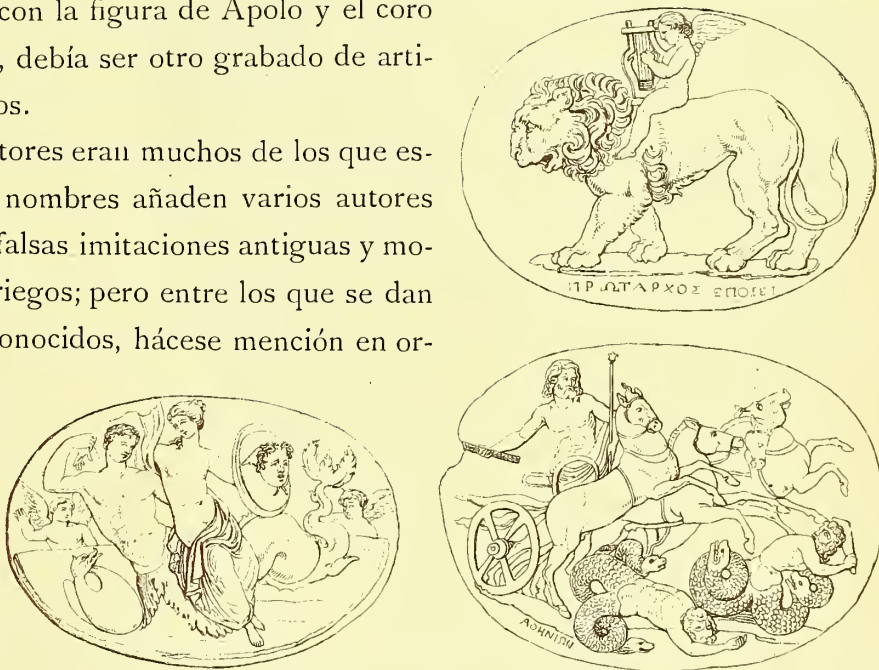 con la figura de Apolo y el coro
, debía ser otro grabado de arti-
os.
tores eran muchos de los que es-
nombres añaden varios autores
falsas imitaciones antiguas y mo-
riegos; pero entre los que se dan
onocidos, hácese mención en or-
ΠΡΩΤΑΡΧΟΣ ΕΠΟΙΕΙ
ΑΘΗΝΙΩΝ